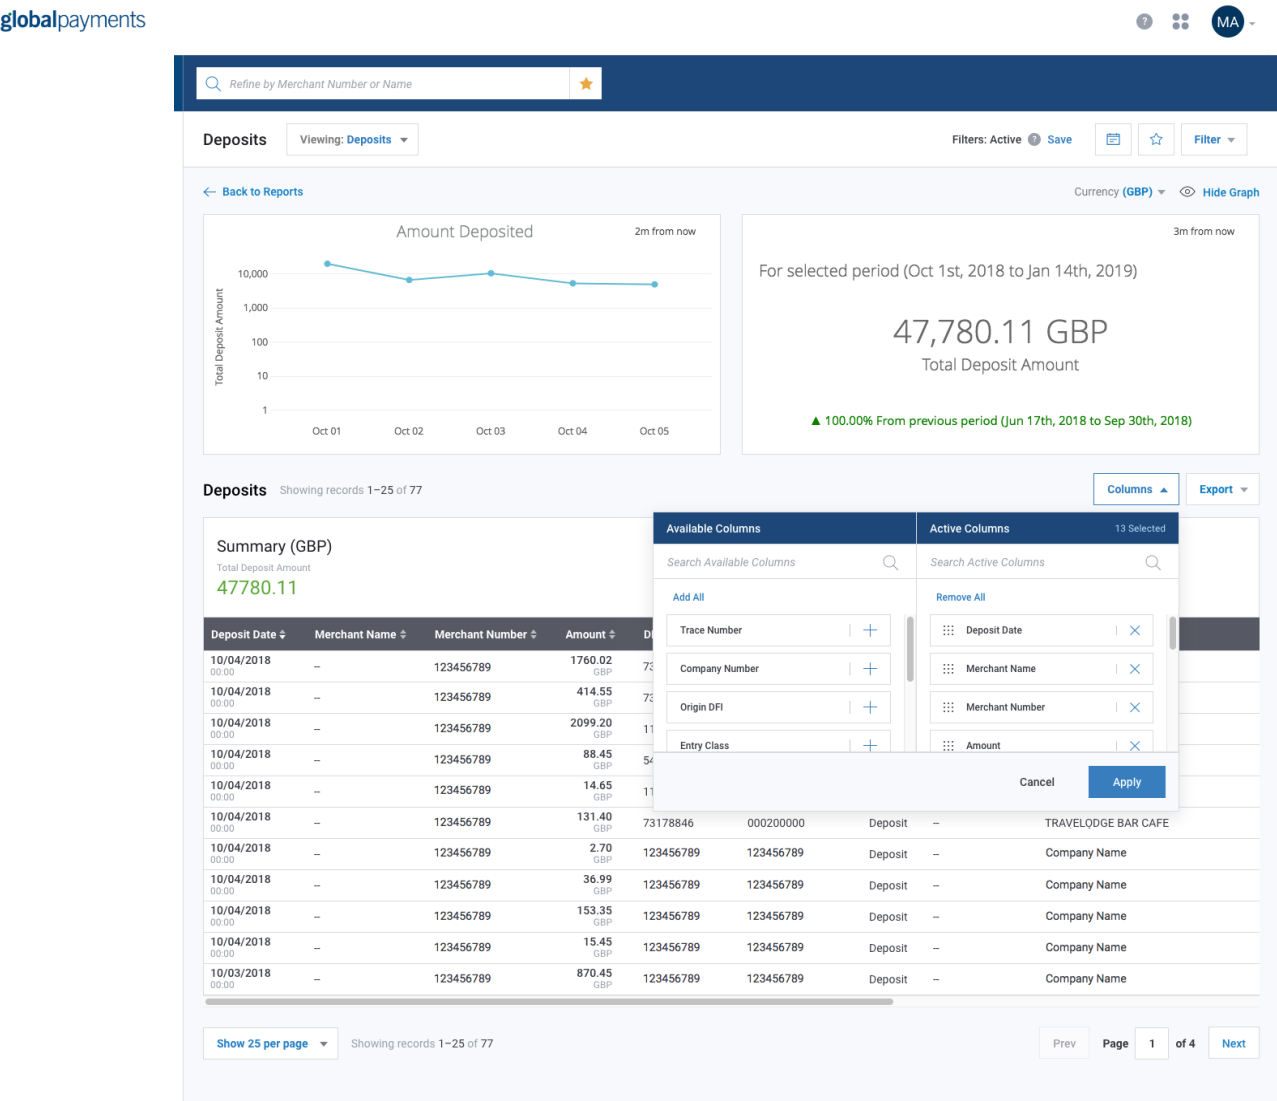 globalpayments
? MA
Refine by Merchant Number or Name
Deposits Viewing: Deposits Filters: Active ? Save Filter
Back to Reports Currency (GBP) Hide Graph
Amount Deposited 2m from now
Total Deposit Amount
10,000
1,000
100
10
1
Oct 01 Oct 02 Oct 03 Oct 04 Oct 05
3m from now
For selected period (Oct 1st, 2018 to Jan 14th, 2019)
47,780.11 GBP
Total Deposit Amount
▲ 100.00% From previous period (Jun 17th, 2018 to Sep 30th, 2018)
Deposits Showing records 1–25 of 77 Columns Export
Summary (GBP)
Total Deposit Amount
47780.11
Available Columns
Search Available Columns
Add All
Trace Number
Company Number
Origin DFI
Entry Class
Active Columns 13 Selected
Search Active Columns
Remove All
Deposit Date
Merchant Name
Merchant Number
Amount
Cancel Apply
Deposit Date Merchant Name Merchant Number Amount
10/04/2018 -- 123456789 1760.02 73
00:00 GBP
10/04/2018 -- 123456789 414.55 73
00:00 GBP
10/04/2018 -- 123456789 2099.20 11
00:00 GBP
10/04/2018 -- 123456789 88.45 54
00:00 GBP
10/04/2018 -- 123456789 14.65 11
00:00 GBP
10/04/2018 -- 123456789 131.40 73178846 000200000 Deposit -- TRAVELODGE BAR CAFE
00:00 GBP
10/04/2018 -- 123456789 2.70 123456789 123456789 Deposit -- Company Name
00:00 GBP
10/04/2018 -- 123456789 36.99 123456789 123456789 Deposit -- Company Name
00:00 GBP
10/04/2018 -- 123456789 153.35 123456789 123456789 Deposit -- Company Name
00:00 GBP
10/04/2018 -- 123456789 15.45 123456789 123456789 Deposit -- Company Name
00:00 GBP
10/03/2018 -- 123456789 870.45 123456789 123456789 Deposit -- Company Name
00:00 GBP
Show 25 per page Showing records 1–25 of 77 Prev Page 1 of 4 Next